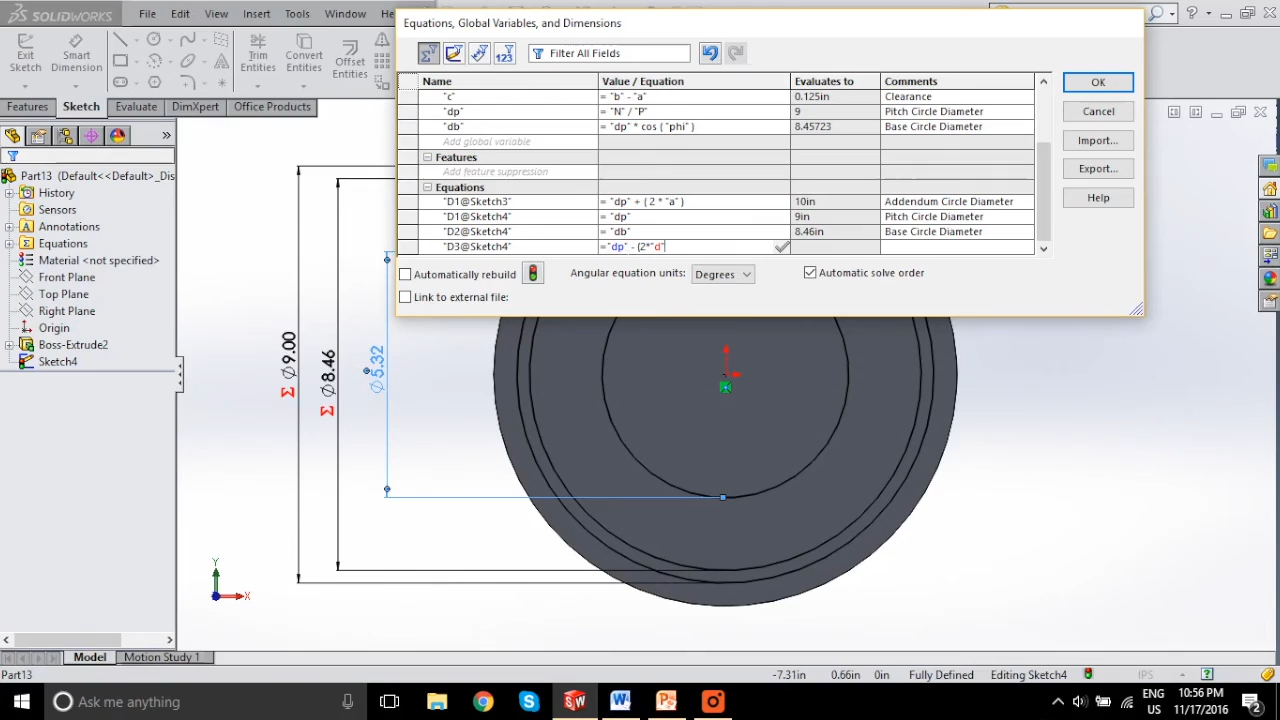 SOLIDWORKS File Edit View Insert Tools Window
Equations, Global Variables, and Dimensions
Exit Sketch
Smart Dimension
Trim Entities
Convert Entities
Offset Entities
Filter All Fields
Name Value / Equation Evaluates to Comments
"c" = "b" - "a" 0.125in Clearance
"dp" = "N" / "P" 9 Pitch Circle Diameter
"db" = "dp" * cos ( "phi" ) 8.45723 Base Circle Diameter
Add global variable
Features
Add feature suppression
Equations
"D1@Sketch3" = "dp" + ( 2 * "a" ) 10in Addendum Circle Diameter
"D1@Sketch4" = "dp" 9in Pitch Circle Diameter
"D2@Sketch4" = "db" 8.46in Base Circle Diameter
"D3@Sketch4" ="dp" - (2*"d"
OK
Cancel
Import...
Export...
Help
Automatically rebuild Angular equation units: Degrees Automatic solve order
Link to external file:
Features Sketch Evaluate DimXpert Office Products
»
Part13 (Default<<Default>_Dis
History
Sensors
Annotations
Equations
Material <not specified>
Front Plane
Top Plane
Right Plane
Origin
Boss-Extrude2
Sketch4
Σ ∅9.00
Σ ∅8.46
∅5.32
Y
X
Model Motion Study 1
Part13 -7.31in 0.66in 0in Fully Defined Editing Sketch4 IPS
Ask me anything
ENG 10:56 PM
US 11/17/2016
2